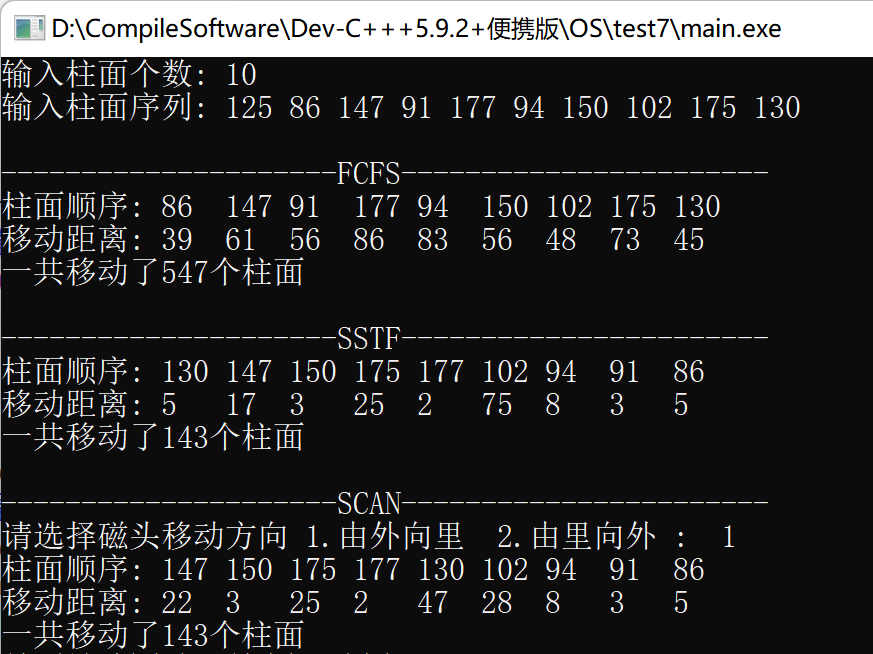 D:\CompileSoftware\Dev-C+++5.9.2+便携版\OS\test7\main.exe
输入柱面个数: 10
输入柱面序列: 125 86 147 91 177 94 150 102 175 130
---------------------FCFS-----------------------
柱面顺序: 86 147 91 177 94 150 102 175 130
移动距离: 39 61 56 86 83 56 48 73 45
一共移动了547个柱面
---------------------SSTF-----------------------
柱面顺序: 130 147 150 175 177 102 94 91 86
移动距离: 5 17 3 25 2 75 8 3 5
一共移动了143个柱面
---------------------SCAN-----------------------
请选择磁头移动方向 1.由外向里 2.由里向外 : 1
柱面顺序: 147 150 175 177 130 102 94 91 86
移动距离: 22 3 25 2 47 28 8 3 5
一共移动了143个柱面